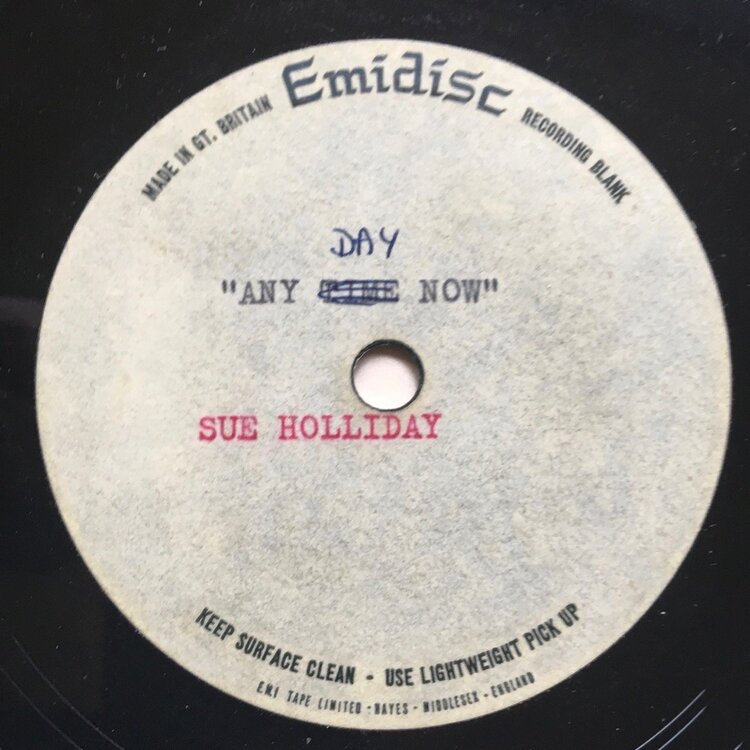 Emidisc
MADE IN GT. BRITAIN
RECORDING BLANK
DAY
"ANY TIME NOW"
SUE HOLLIDAY
KEEP SURFACE CLEAN - USE LIGHTWEIGHT PICK UP
E.M.I TAPE LIMITED - HAYES - MIDDLESEX - ENGLAND